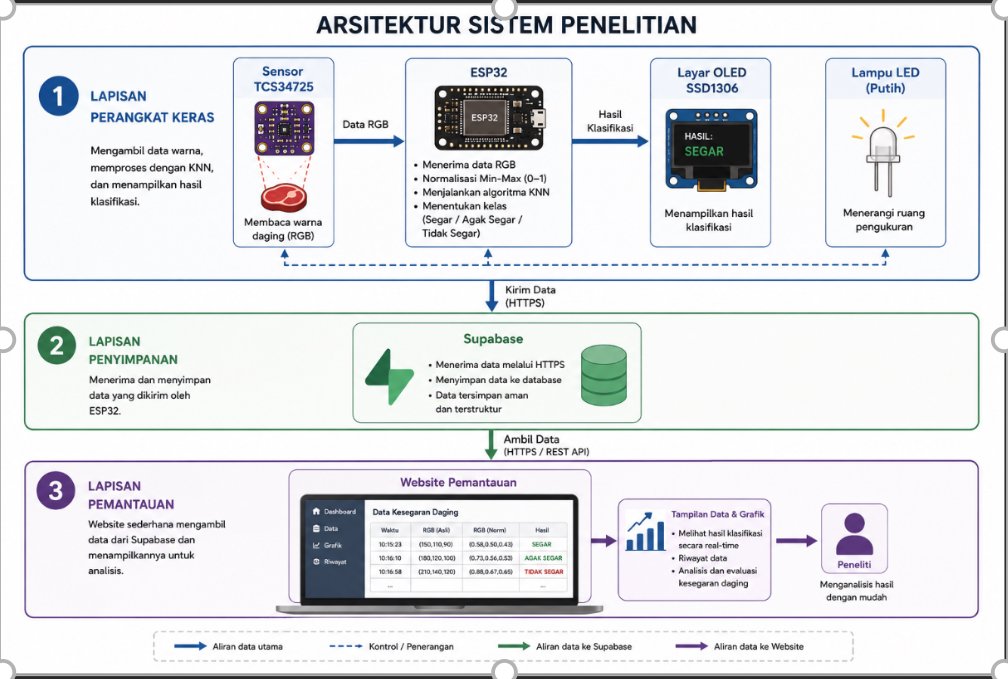 ARSITEKTUR SISTEM PENELITIAN
1
LAPISAN
PERANGKAT KERAS
Mengambil data warna,
memproses dengan KNN,
dan menampilkan hasil
klasifikasi.
Sensor
TCS34725
Membaca warna
daging (RGB)
Data RGB
ESP32
ESP32
• Menerima data RGB
• Normalisasi Min-Max (0–1)
• Menjalankan algoritma KNN
• Menentukan kelas
(Segar / Agak Segar /
Tidak Segar)
Hasil
Klasifikasi
Layar OLED
SSD1306
HASIL:
SEGAR
Menampilkan hasil
klasifikasi
Lampu LED
(Putih)
Menerangi ruang
pengukuran
Kirim Data
(HTTPS)
2
LAPISAN
PENYIMPANAN
Menerima dan menyimpan
data yang dikirim oleh
ESP32.
Supabase
• Menerima data melalui HTTPS
• Menyimpan data ke database
• Data tersimpan aman
dan terstruktur
Ambil Data
(HTTPS / REST API)
3
LAPISAN
PEMANTAUAN
Website sederhana mengambil
data dari Supabase dan
menampilkannya untuk
analisis.
Website Pemantauan
Dashboard
Data
Grafik
Riwayat
Data Kesegaran Daging
Waktu RGB (Asli) RGB (Norm) Hasil
10:15:23 (150,110,90) (0.58,0.50,0.43) SEGAR
10:16:10 (180,120,100) (0.73,0.56,0.53) AGAK SEGAR
10:16:58 (210,140,120) (0.88,0.67,0.65) TIDAK SEGAR
... ...
Tampilan Data & Grafik
• Melihat hasil klasifikasi
secara real-time
• Riwayat data
• Analisis dan evaluasi
kesegaran daging
Peneliti
Menganalisis hasil
dengan mudah
Aliran data utama
Kontrol / Penerangan
Aliran data ke Supabase
Aliran data ke Website